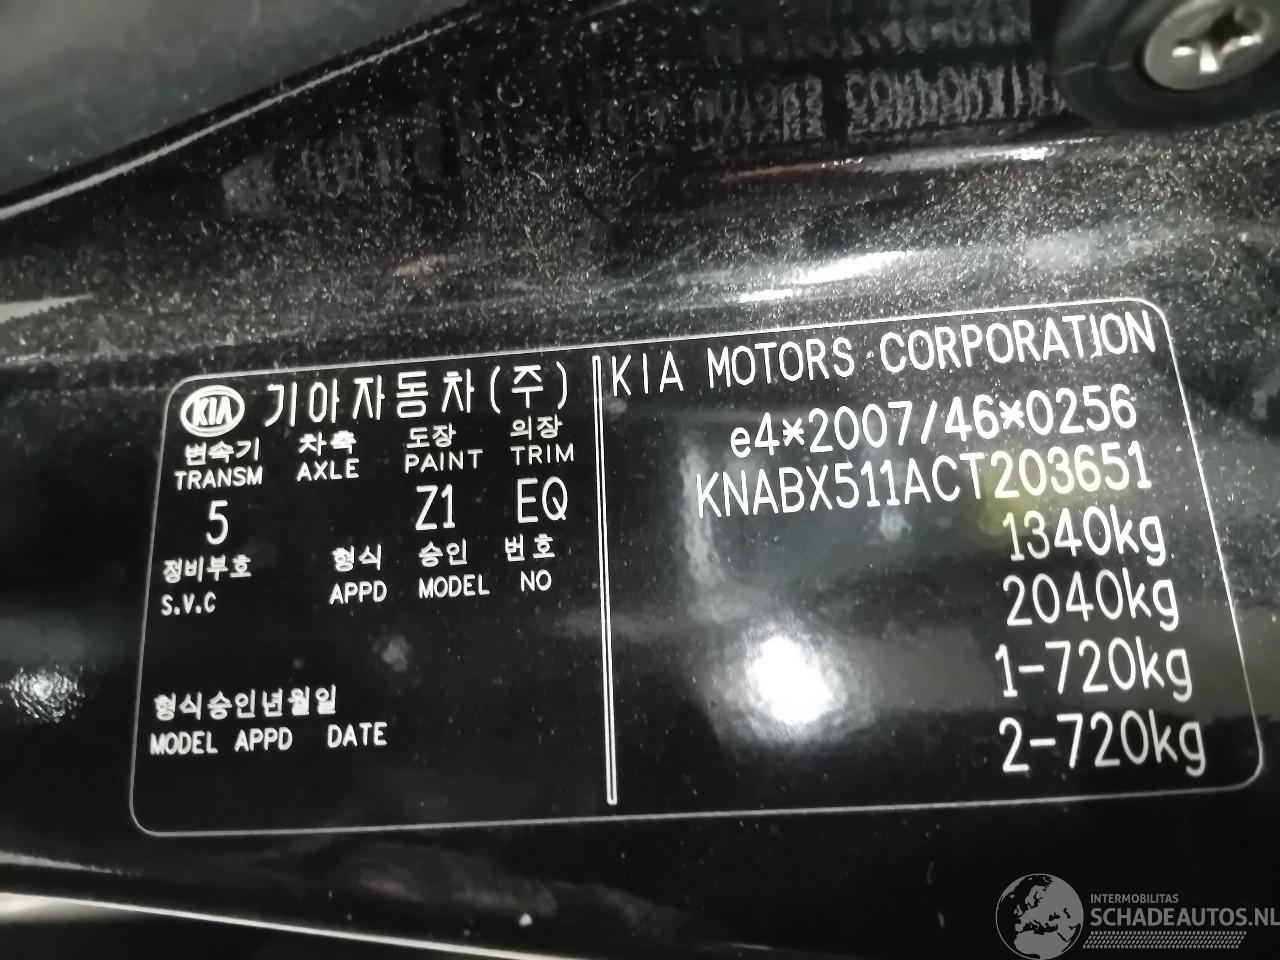 KIA 기아자동차(주)
변속기 차축 도장 의장
TRANSM AXLE PAINT TRIM
5 Z1 EQ
정비부호 형식 승인 번호
S.V.C APPD MODEL NO
형식승인년월일
MODEL APPD DATE
KIA MOTORS CORPORATION
e4*2007/46*0256
KNABX511ACT203651
1340kg
2040kg
1-720kg
2-720kg
INTERMOBILITAS
SCHADEAUTOS.NL